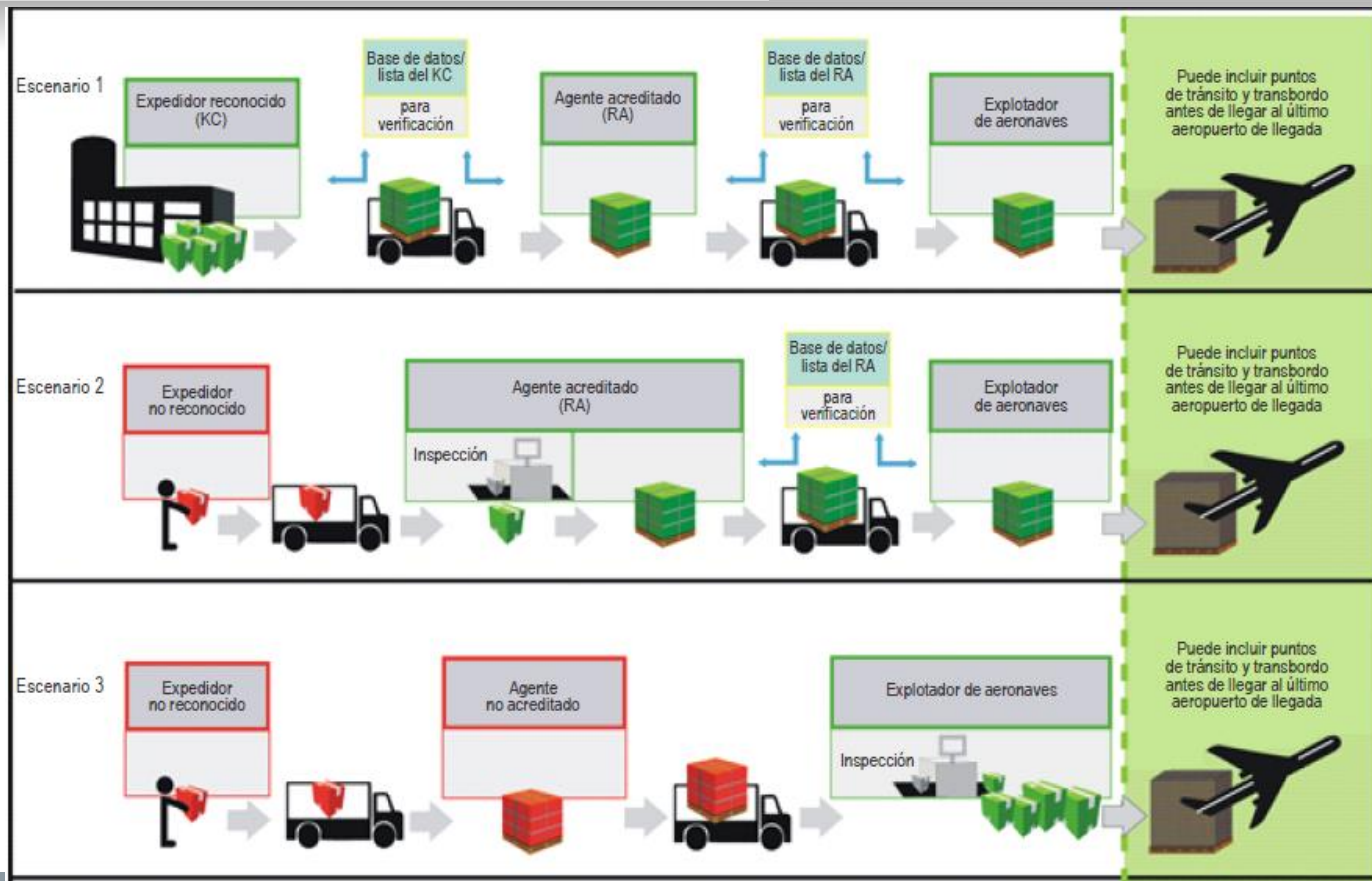 Escenario 1
Expedidor reconocido
(KC)
Base de datos/
lista del KC
para
verificación
Agente acreditado
(RA)
Base de datos/
lista del RA
para
verificación
Explotador
de aeronaves
Puede incluir puntos
de tránsito y transbordo
antes de llegar al último
aeropuerto de llegada
Escenario 2
Expedidor
no reconocido
Agente acreditado
(RA)
Inspección
Base de datos/
lista del RA
para
verificación
Explotador
de aeronaves
Puede incluir puntos
de tránsito y transbordo
antes de llegar al último
aeropuerto de llegada
Escenario 3
Expedidor
no reconocido
Agente
no acreditado
Explotador de aeronaves
Inspección
Puede incluir puntos
de tránsito y transbordo
antes de llegar al último
aeropuerto de llegada